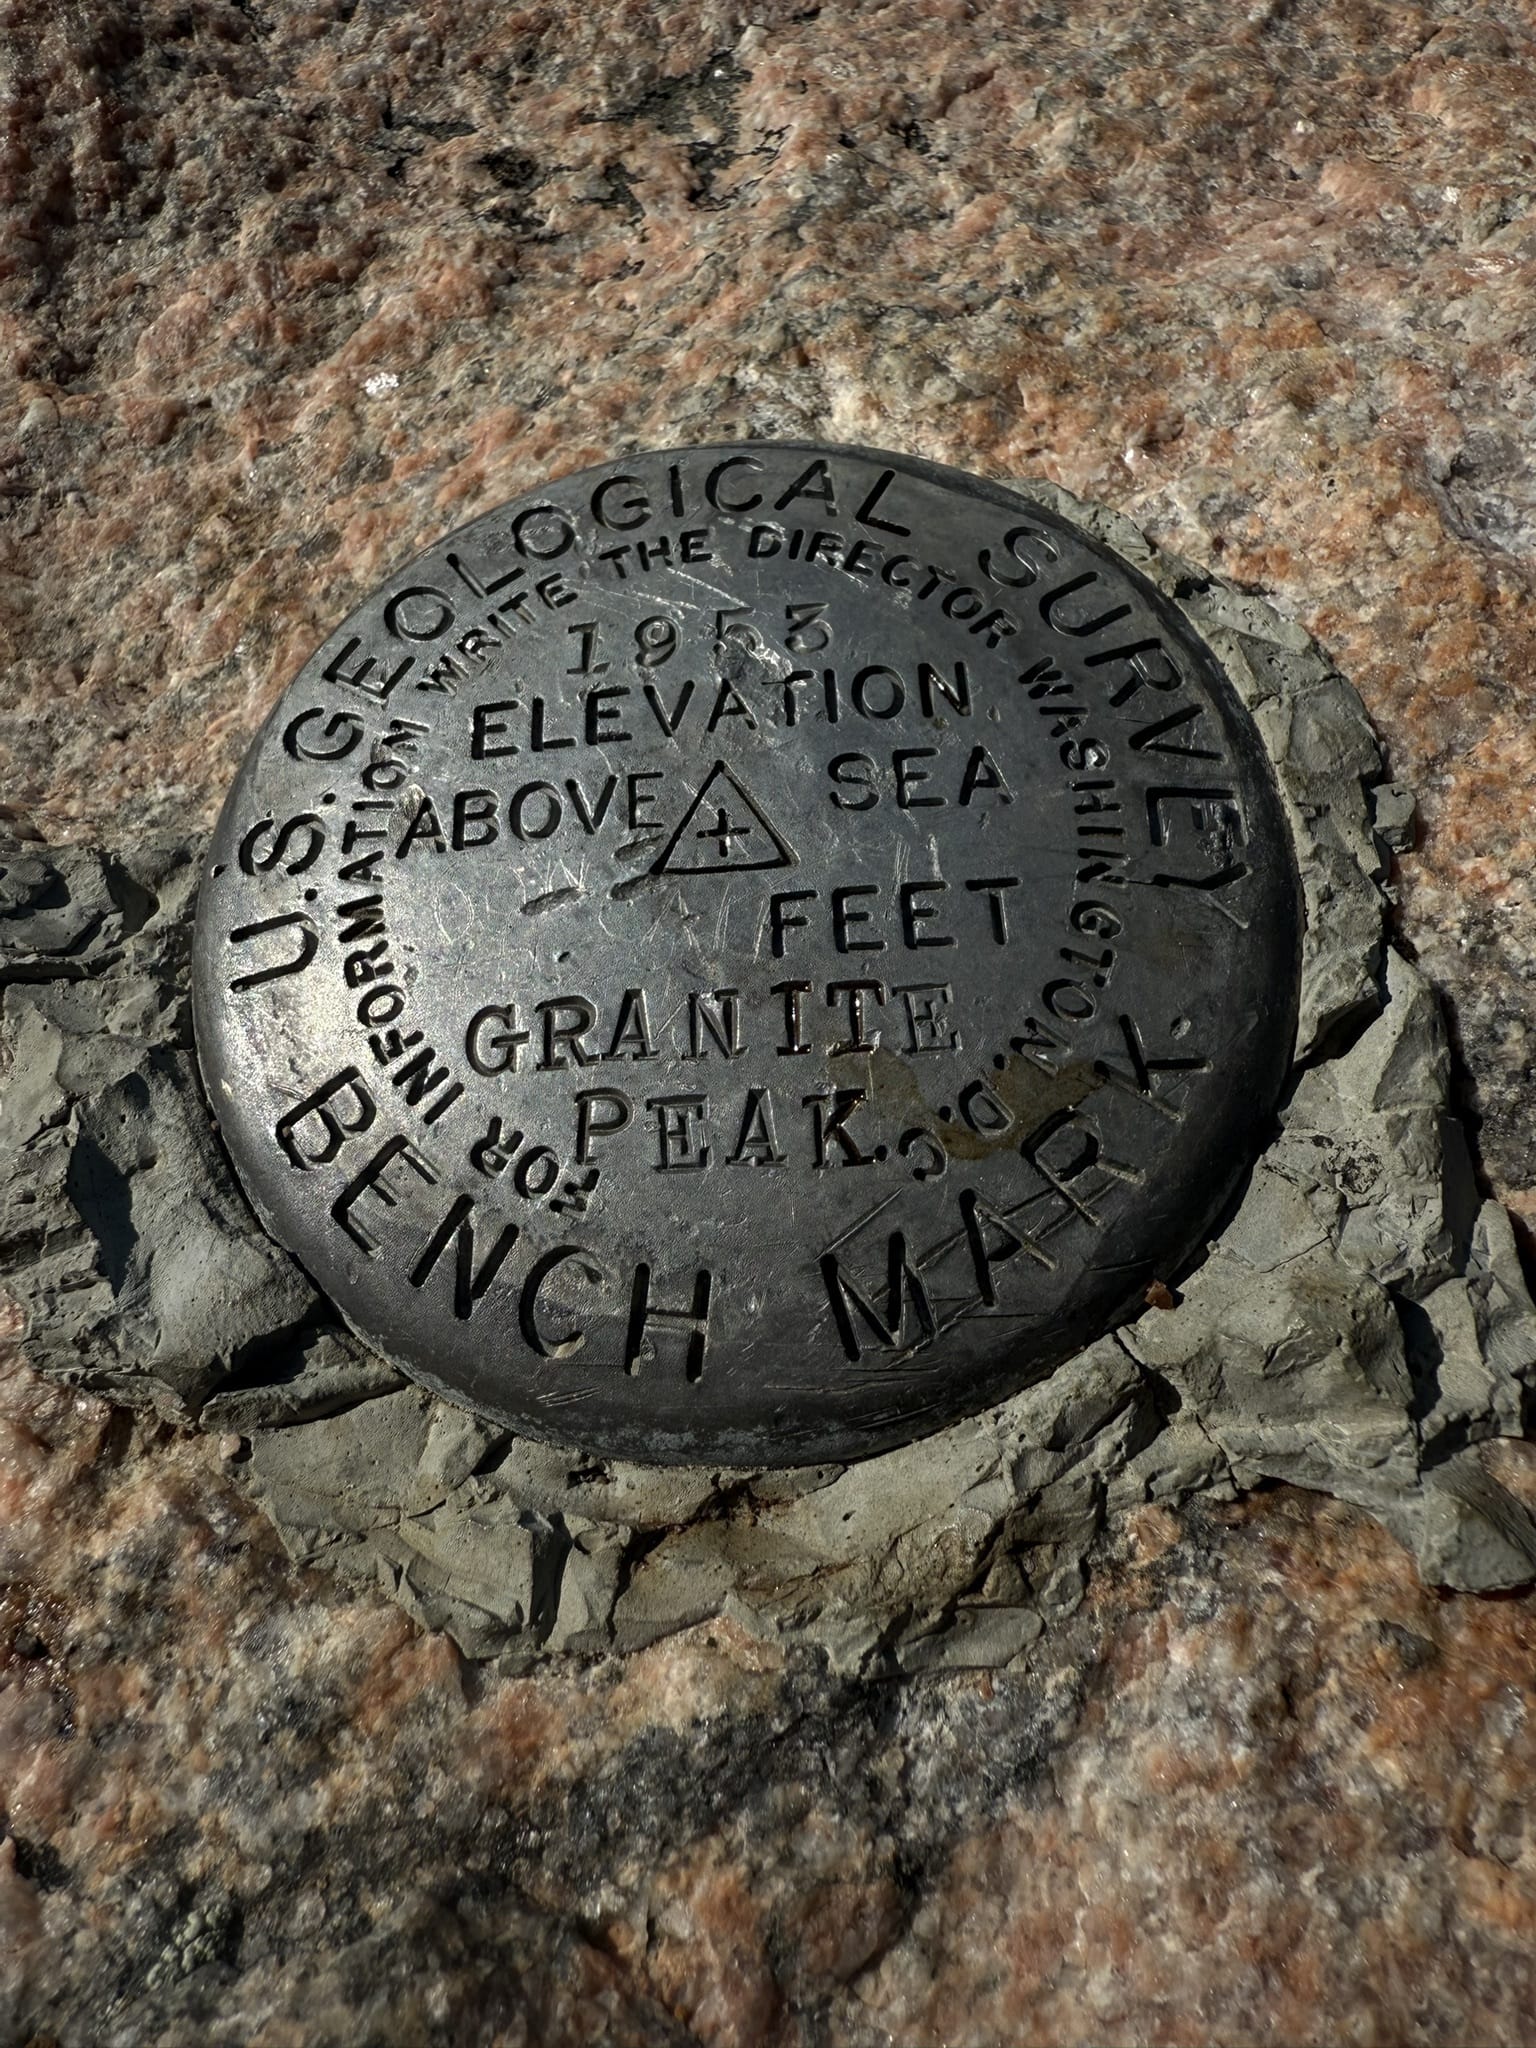 U.S. GEOLOGICAL SURVEY
WRITE THE DIRECTOR WASHINGTON, D.C.
1953
ELEVATION
ABOVE SEA
FEET
GRANITE
PEAK
FOR INFORMATION
BENCH MARK